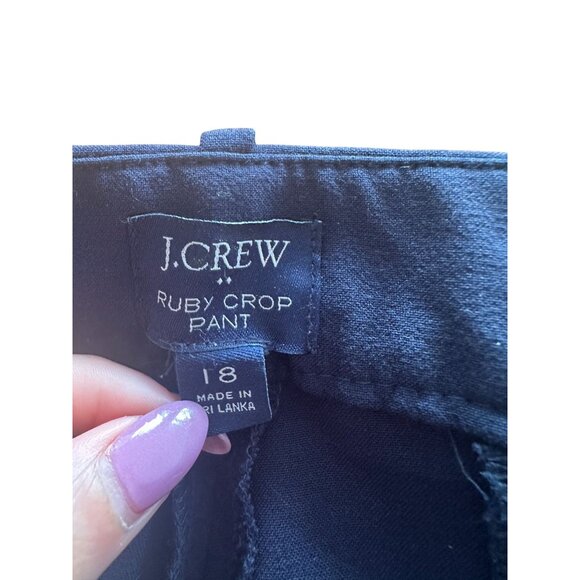 J.CREW
RUBY CROP
PANT
18
MADE IN
RI LANKA